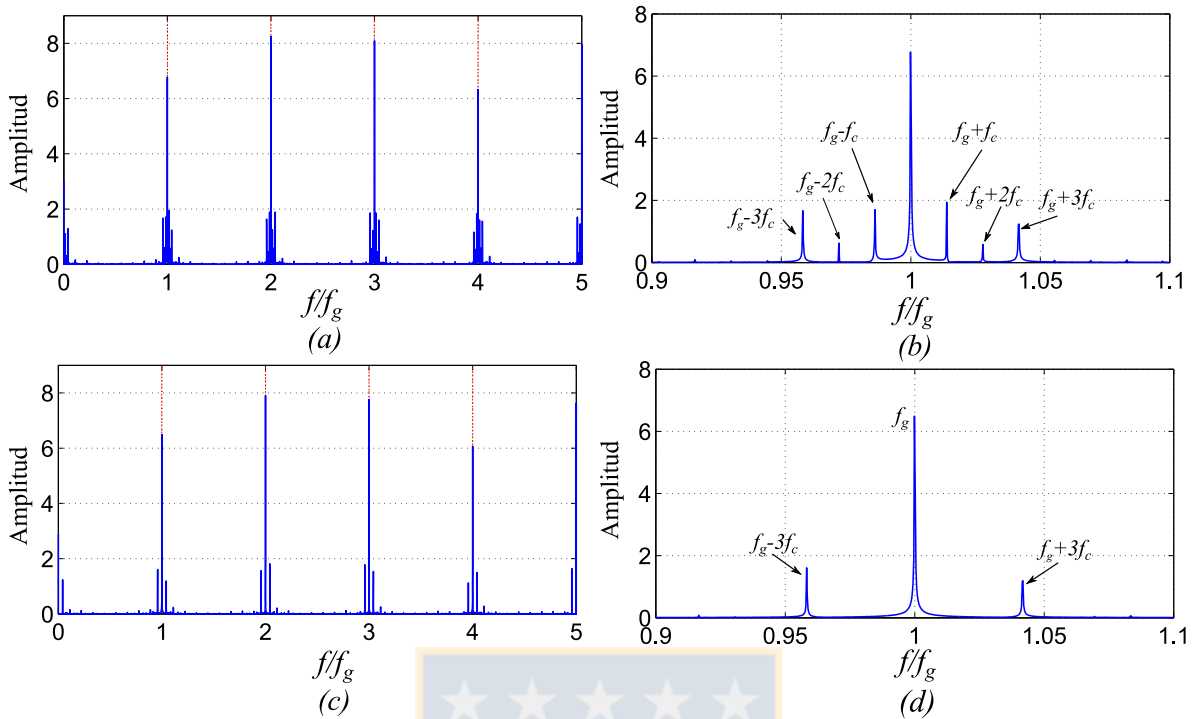 8
6
4
2
0
Amplitud
0 1 2 3 4 5
f/fg
(a)
8
6
4
2
0
Amplitud
fg-fc
fg+fc
fg-2fc
fg+2fc
fg+3fc
fg-3fc
0.9 0.95 1 1.05 1.1
f/fg
(b)
8
6
4
2
0
Amplitud
0 1 2 3 4 5
f/fg
(c)
8
6
4
2
0
Amplitud
fg
fg-3fc
fg+3fc
0.9 0.95 1 1.05 1.1
f/fg
(d)